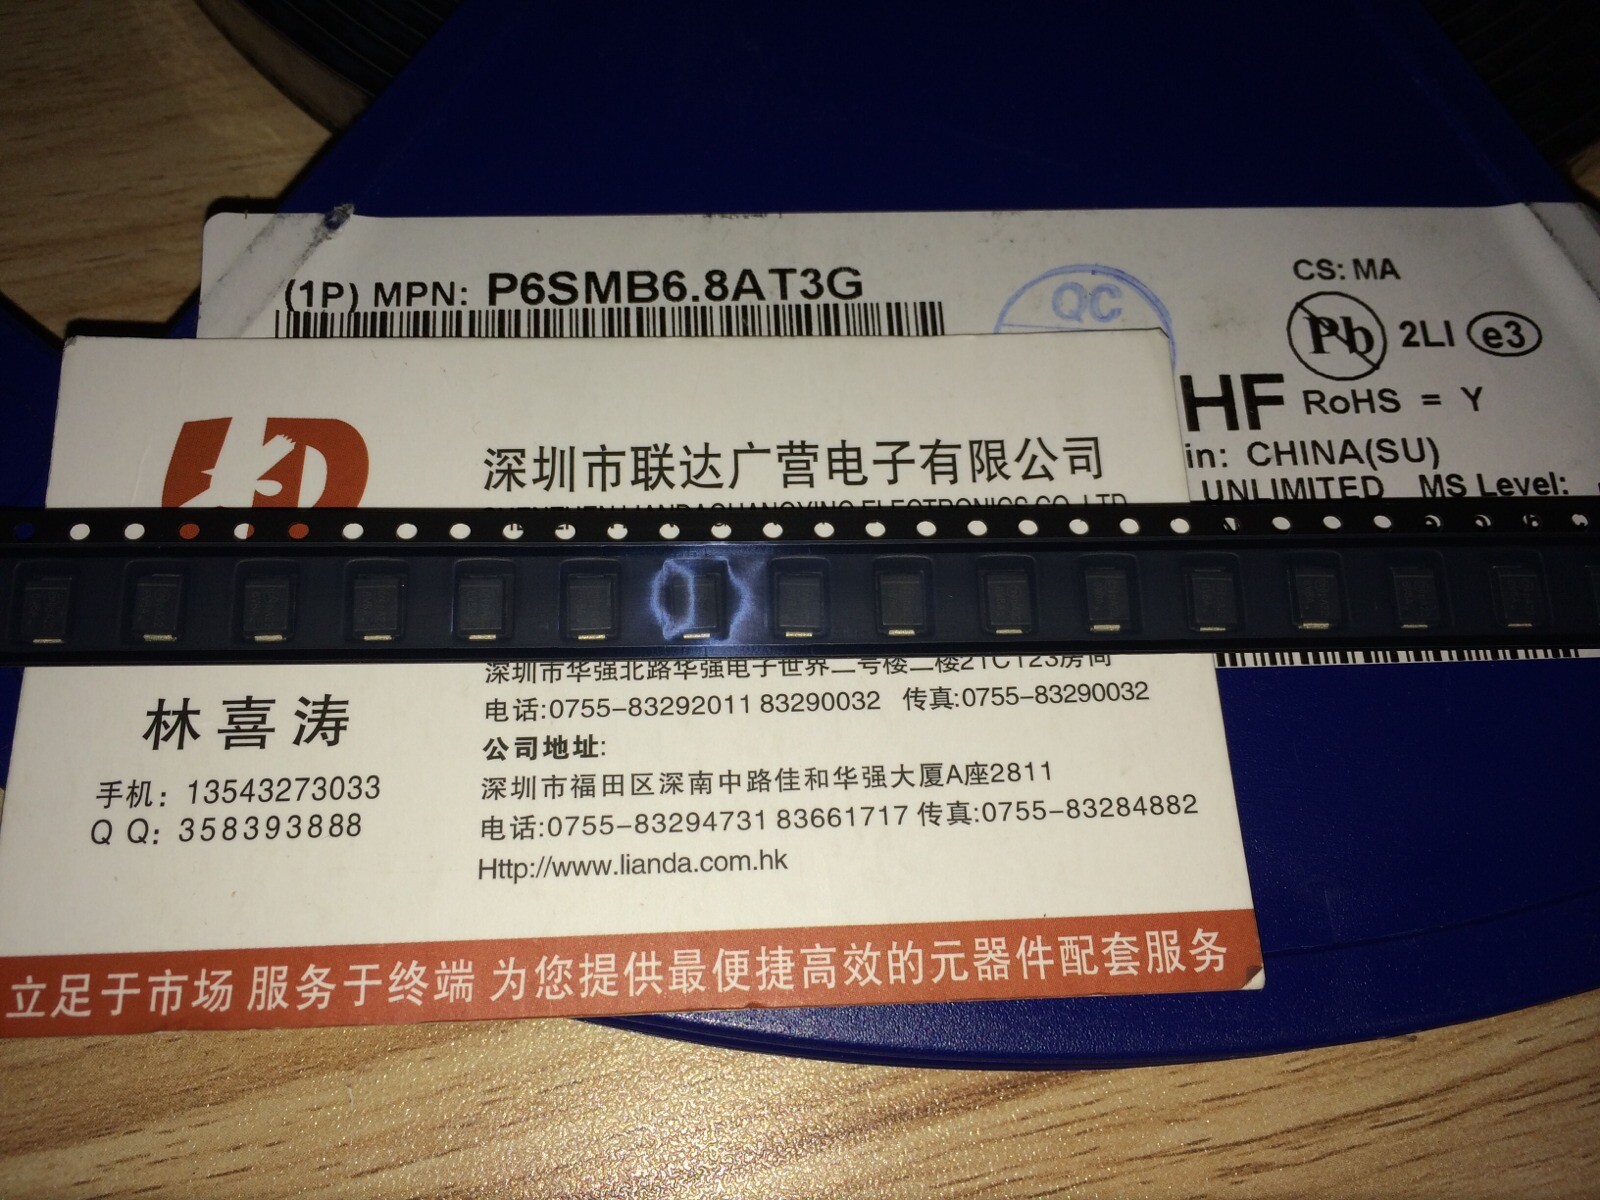 (1P) MPN: P6SMB6.8AT3G
QC
CS: MA
Pb 2LI e3
HF RoHS = Y
in: CHINA(SU)
UNLIMITED MS Level:
深圳市联达广营电子有限公司
SHENZHEN LIANDAGUANGYING ELECTRONICS CO., LTD
深圳市华强北路华强电子世界二号楼二楼21C123房间
电话:0755-83292011 83290032 传真:0755-83290032
公司地址:
深圳市福田区深南中路佳和华强大厦A座2811
电话:0755-83294731 83661717 传真:0755-83284882
Http://www.lianda.com.hk
林喜涛
手机: 13543273033
Q Q: 358393888
立足于市场 服务于终端 为您提供最便捷高效的元器件配套服务